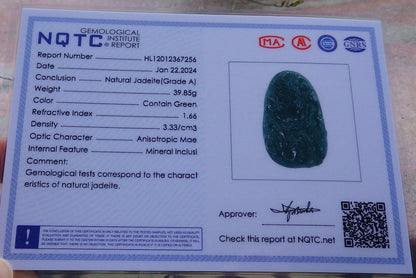 NQTC GEMOLOGICAL INSTITUTE REPORT
MA
GNRS
Report Number HL12012367256
Date Jan 22.2024
Conclusion Natural Jadeite(Grade A)
Weight 39.85g
Color Contain Green
Refractive Index 1.66
Density 3.33/cm3
Optic Character Anisotropic Mae
Internal Feature Mineral Inclusi
Comment:
Gemological tests correspond to the charact
eristics of natural jadeite.
Approver:
Check this report at NQTC.com